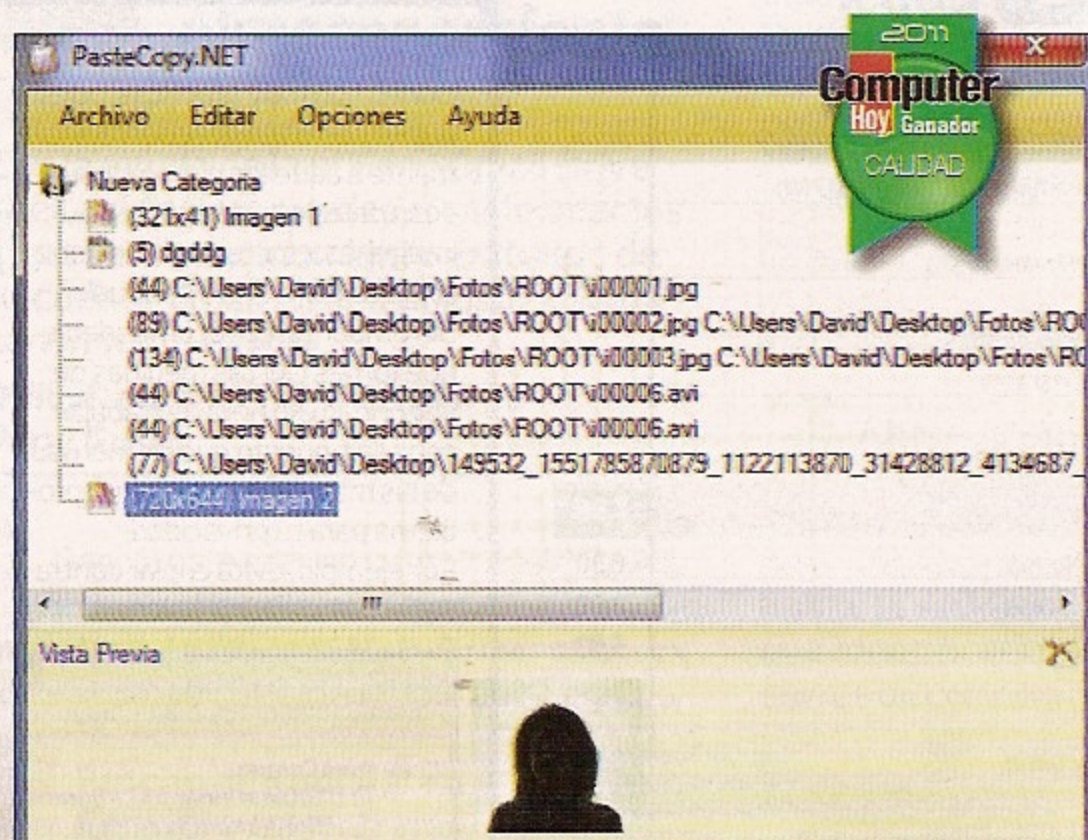 2011
PasteCopy.NET
Computer
Hoy Ganador
CALIDAD
Archivo Editar Opciones Ayuda
Nueva Categoria
(321x41) Imagen 1
(5) dgddg
(44) C:\Users\David\Desktop\Fotos\ROOT\i00001.jpg
(89) C:\Users\David\Desktop\Fotos\ROOT\i00002.jpg C:\Users\David\Desktop\Fotos\RO
(134) C:\Users\David\Desktop\Fotos\ROOT\i00003.jpg C:\Users\David\Desktop\Fotos\RO
(44) C:\Users\David\Desktop\Fotos\ROOT\i00006.avi
(44) C:\Users\David\Desktop\Fotos\ROOT\i00006.avi
(77) C:\Users\David\Desktop\149532_1551785870879_1122113870_31428812_4134687_
(720x644) Imagen 2
Vista Previa